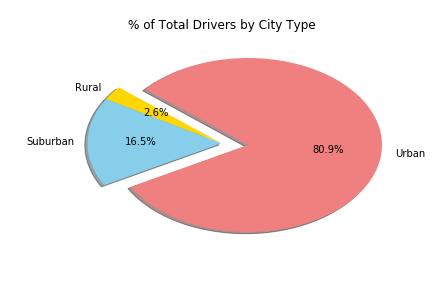 % of Total Drivers by City Type
Rural
2.6%
Suburban
16.5%
80.9%
Urban